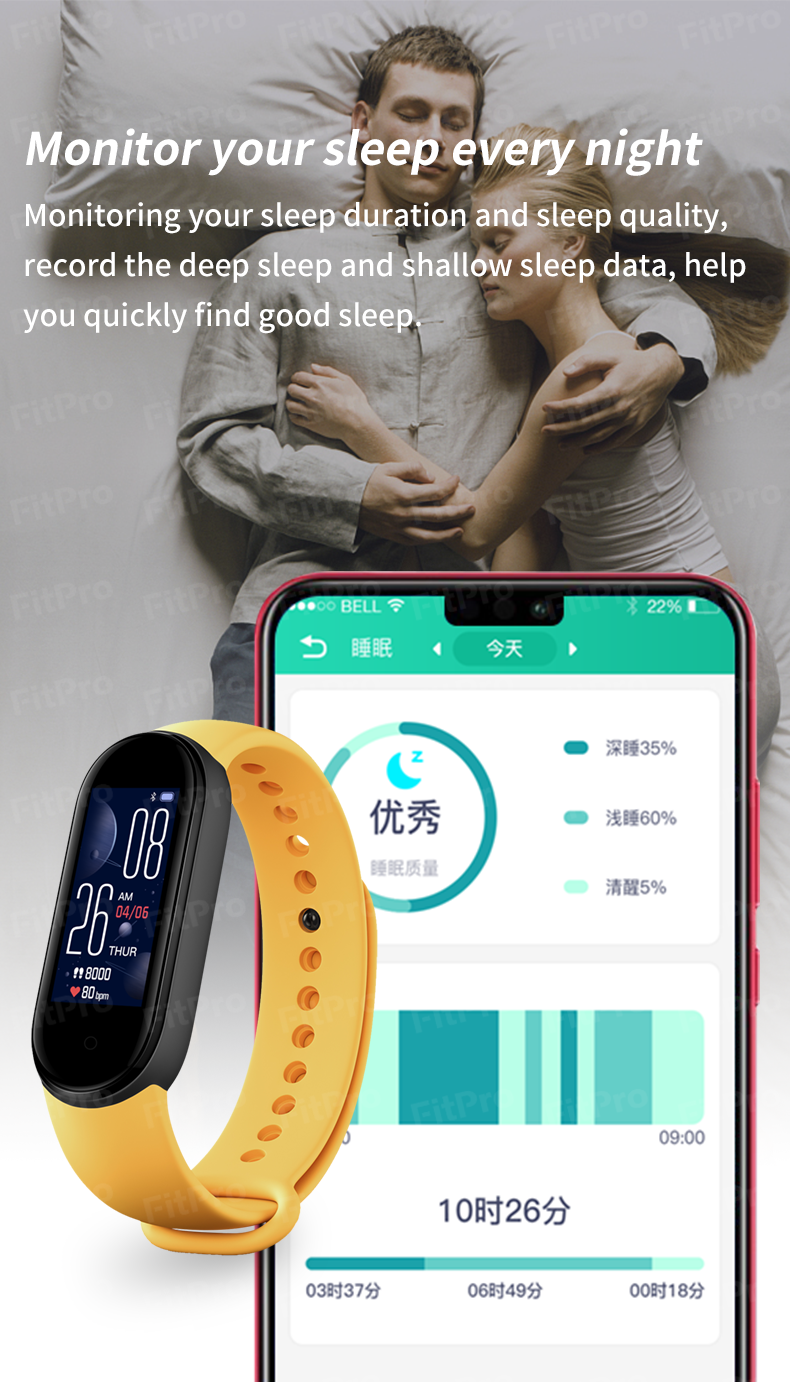 Monitor your sleep every night
Monitoring your sleep duration and sleep quality,
record the deep sleep and shallow sleep data, help
you quickly find good sleep.
BELL 22%
睡眠 今天
深睡35%
优秀
浅睡60%
睡眠质量
清醒5%
08
26
AM
04/06
THUR
8000
80 bpm
0 09:00
10时26分
03时37分 06时49分 00时18分
FitPro